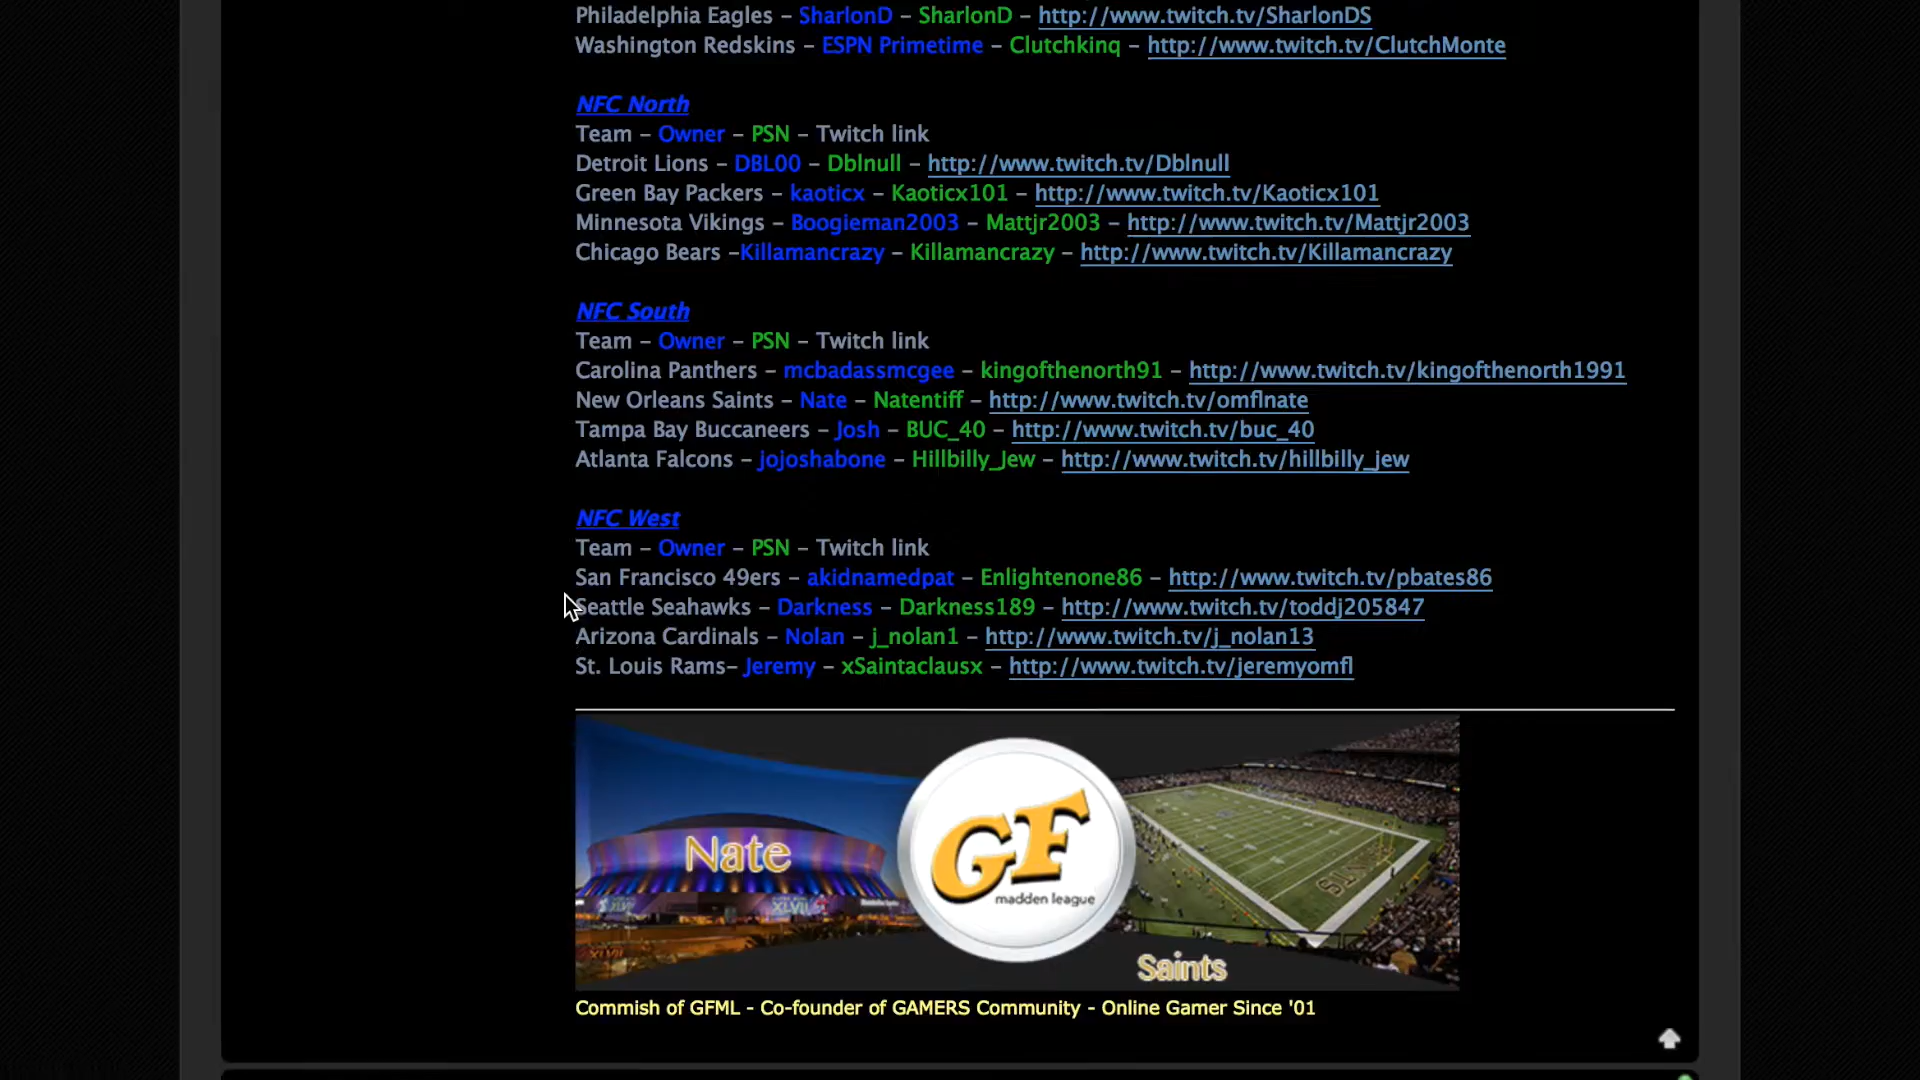 Philadelphia Eagles – SharlonD – SharlonD – http://www.twitch.tv/SharlonDS
Washington Redskins – ESPN Primetime – Clutchkinq – http://www.twitch.tv/ClutchMonte
NFC North
Team – Owner – PSN – Twitch link
Detroit Lions – DBL00 – Dblnull – http://www.twitch.tv/Dblnull
Green Bay Packers – kaoticx – Kaoticx101 – http://www.twitch.tv/Kaoticx101
Minnesota Vikings – Boogieman2003 – Mattjr2003 – http://www.twitch.tv/Mattjr2003
Chicago Bears –Killamancrazy – Killamancrazy – http://www.twitch.tv/Killamancrazy
NFC South
Team – Owner – PSN – Twitch link
Carolina Panthers – mcbadassmcgee – kingofthenorth91 – http://www.twitch.tv/kingofthenorth1991
New Orleans Saints – Nate – Natentiff – http://www.twitch.tv/omflnate
Tampa Bay Buccaneers – Josh – BUC_40 – http://www.twitch.tv/buc_40
Atlanta Falcons – jojoshabone – Hillbilly_Jew – http://www.twitch.tv/hillbilly_jew
NFC West
Team – Owner – PSN – Twitch link
San Francisco 49ers – akidnamedpat – Enlightenone86 – http://www.twitch.tv/pbates86
Seattle Seahawks – Darkness – Darkness189 – http://www.twitch.tv/toddj205847
Arizona Cardinals – Nolan – j_nolan1 – http://www.twitch.tv/j_nolan13
St. Louis Rams– Jeremy – xSaintaclausx – http://www.twitch.tv/jeremyomfl
Nate
GF
madden league
XLVII
SAINTS
Saints
Commish of GFML - Co-founder of GAMERS Community - Online Gamer Since '01